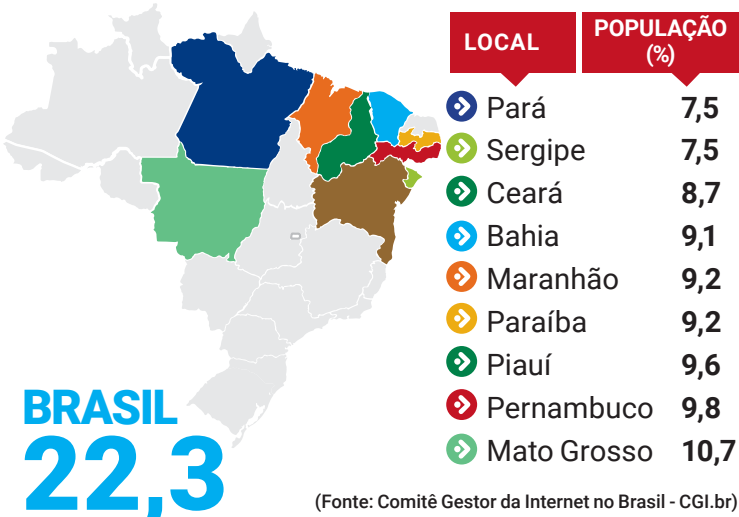 LOCAL
POPULAÇÃO
(%)
Pará 7,5
Sergipe 7,5
Ceará 8,7
Bahia 9,1
Maranhão 9,2
Paraíba 9,2
Piauí 9,6
Pernambuco 9,8
Mato Grosso 10,7
BRASIL
22,3
(Fonte: Comitê Gestor da Internet no Brasil - CGI.br)